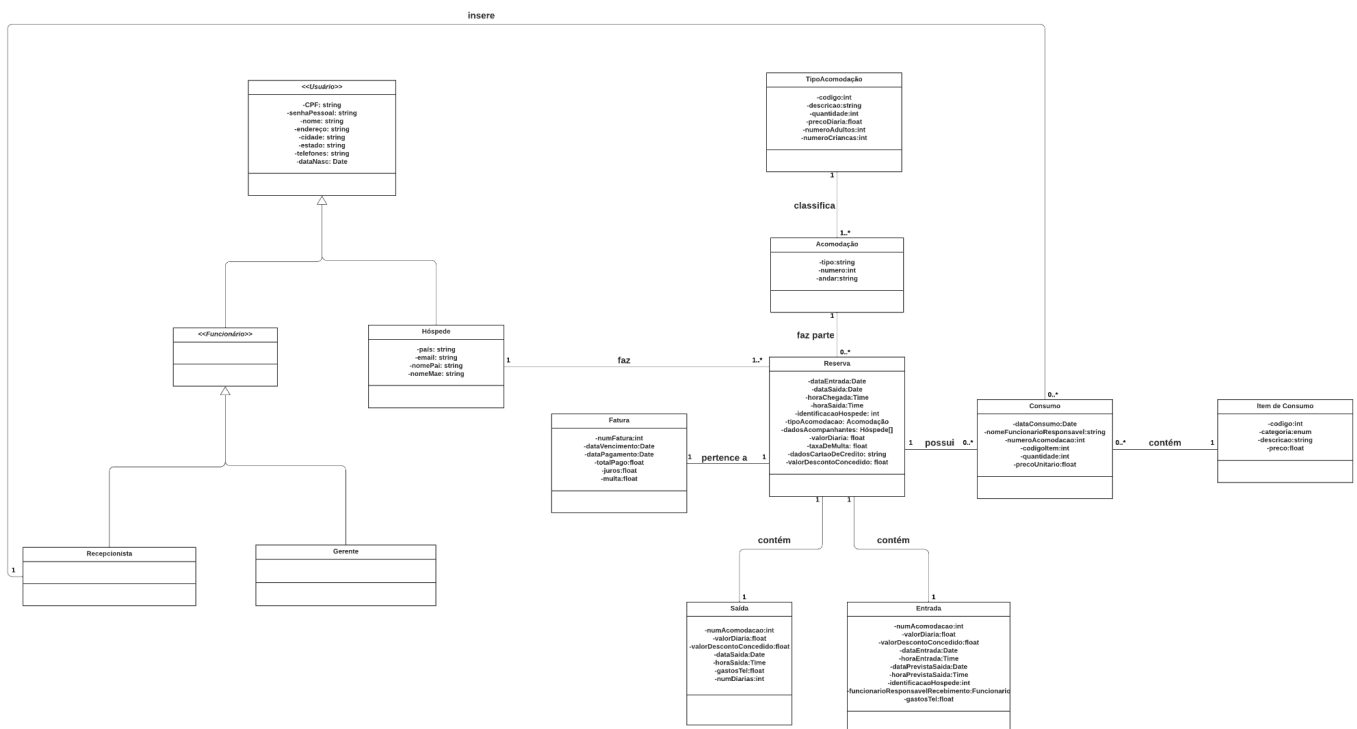 insere
<<Usuário>>
-CPF: string
-senhaPessoal: string
-nome: string
-endereço: string
-cidade: string
-estado: string
-telefones: string
-dataNasc: Date
TipoAcomodação
-codigo:int
-descricao:string
-quantidade:int
-precoDiaria:float
-numeroAdultos:int
-numeroCriancas:int
1
classifica
1..*
Acomodação
-tipo:string
-numero:int
-andar:string
1
faz parte
0..*
<<Funcionário>>
Hóspede
-país: string
-email: string
-nomePai: string
-nomeMae: string
1
faz
1..*
Reserva
-dataEntrada:Date
-dataSaida:Date
-horaChegada:Time
-horaSaida:Time
-identificacaoHospede: int
-tipoAcomodacao: Acomodação
-dadosAcompanhantes: Hóspede[]
-valorDiaria: float
-taxaDeMulta: float
-dadosCartaoDeCredito: string
-valorDescontoConcedido: float
Fatura
-numFatura:int
-dataVencimento:Date
-dataPagamento:Date
-totalPago:float
-juros:float
-multa:float
1
pertence a
1
1
possui
0..*
0..*
Consumo
-dataConsumo:Date
-nomeFuncionarioResponsavel:string
-numeroAcomodacao:int
-codigoItem:int
-quantidade:int
-precoUnitario:float
0..*
contém
1
Item de Consumo
-codigo:int
-categoria:enum
-descricao:string
-preco:float
1
1
contém
contém
1
1
Recepcionista
1
Gerente
Saída
-numAcomodacao:int
-valorDiaria:float
-valorDescontoConcedido:float
-dataSaida:Date
-horaSaida:Time
-gastosTel:float
-numDiarias:int
Entrada
-numAcomodacao:int
-valorDiaria:float
-valorDescontoConcedido:float
-dataEntrada:Date
-horaEntrada:Time
-dataPrevistaSaida:Date
-horaPrevistaSaida:Time
-identificacaoHospede:int
-funcionarioResponsavelRecebimento:Funcionario
-gastosTel:float